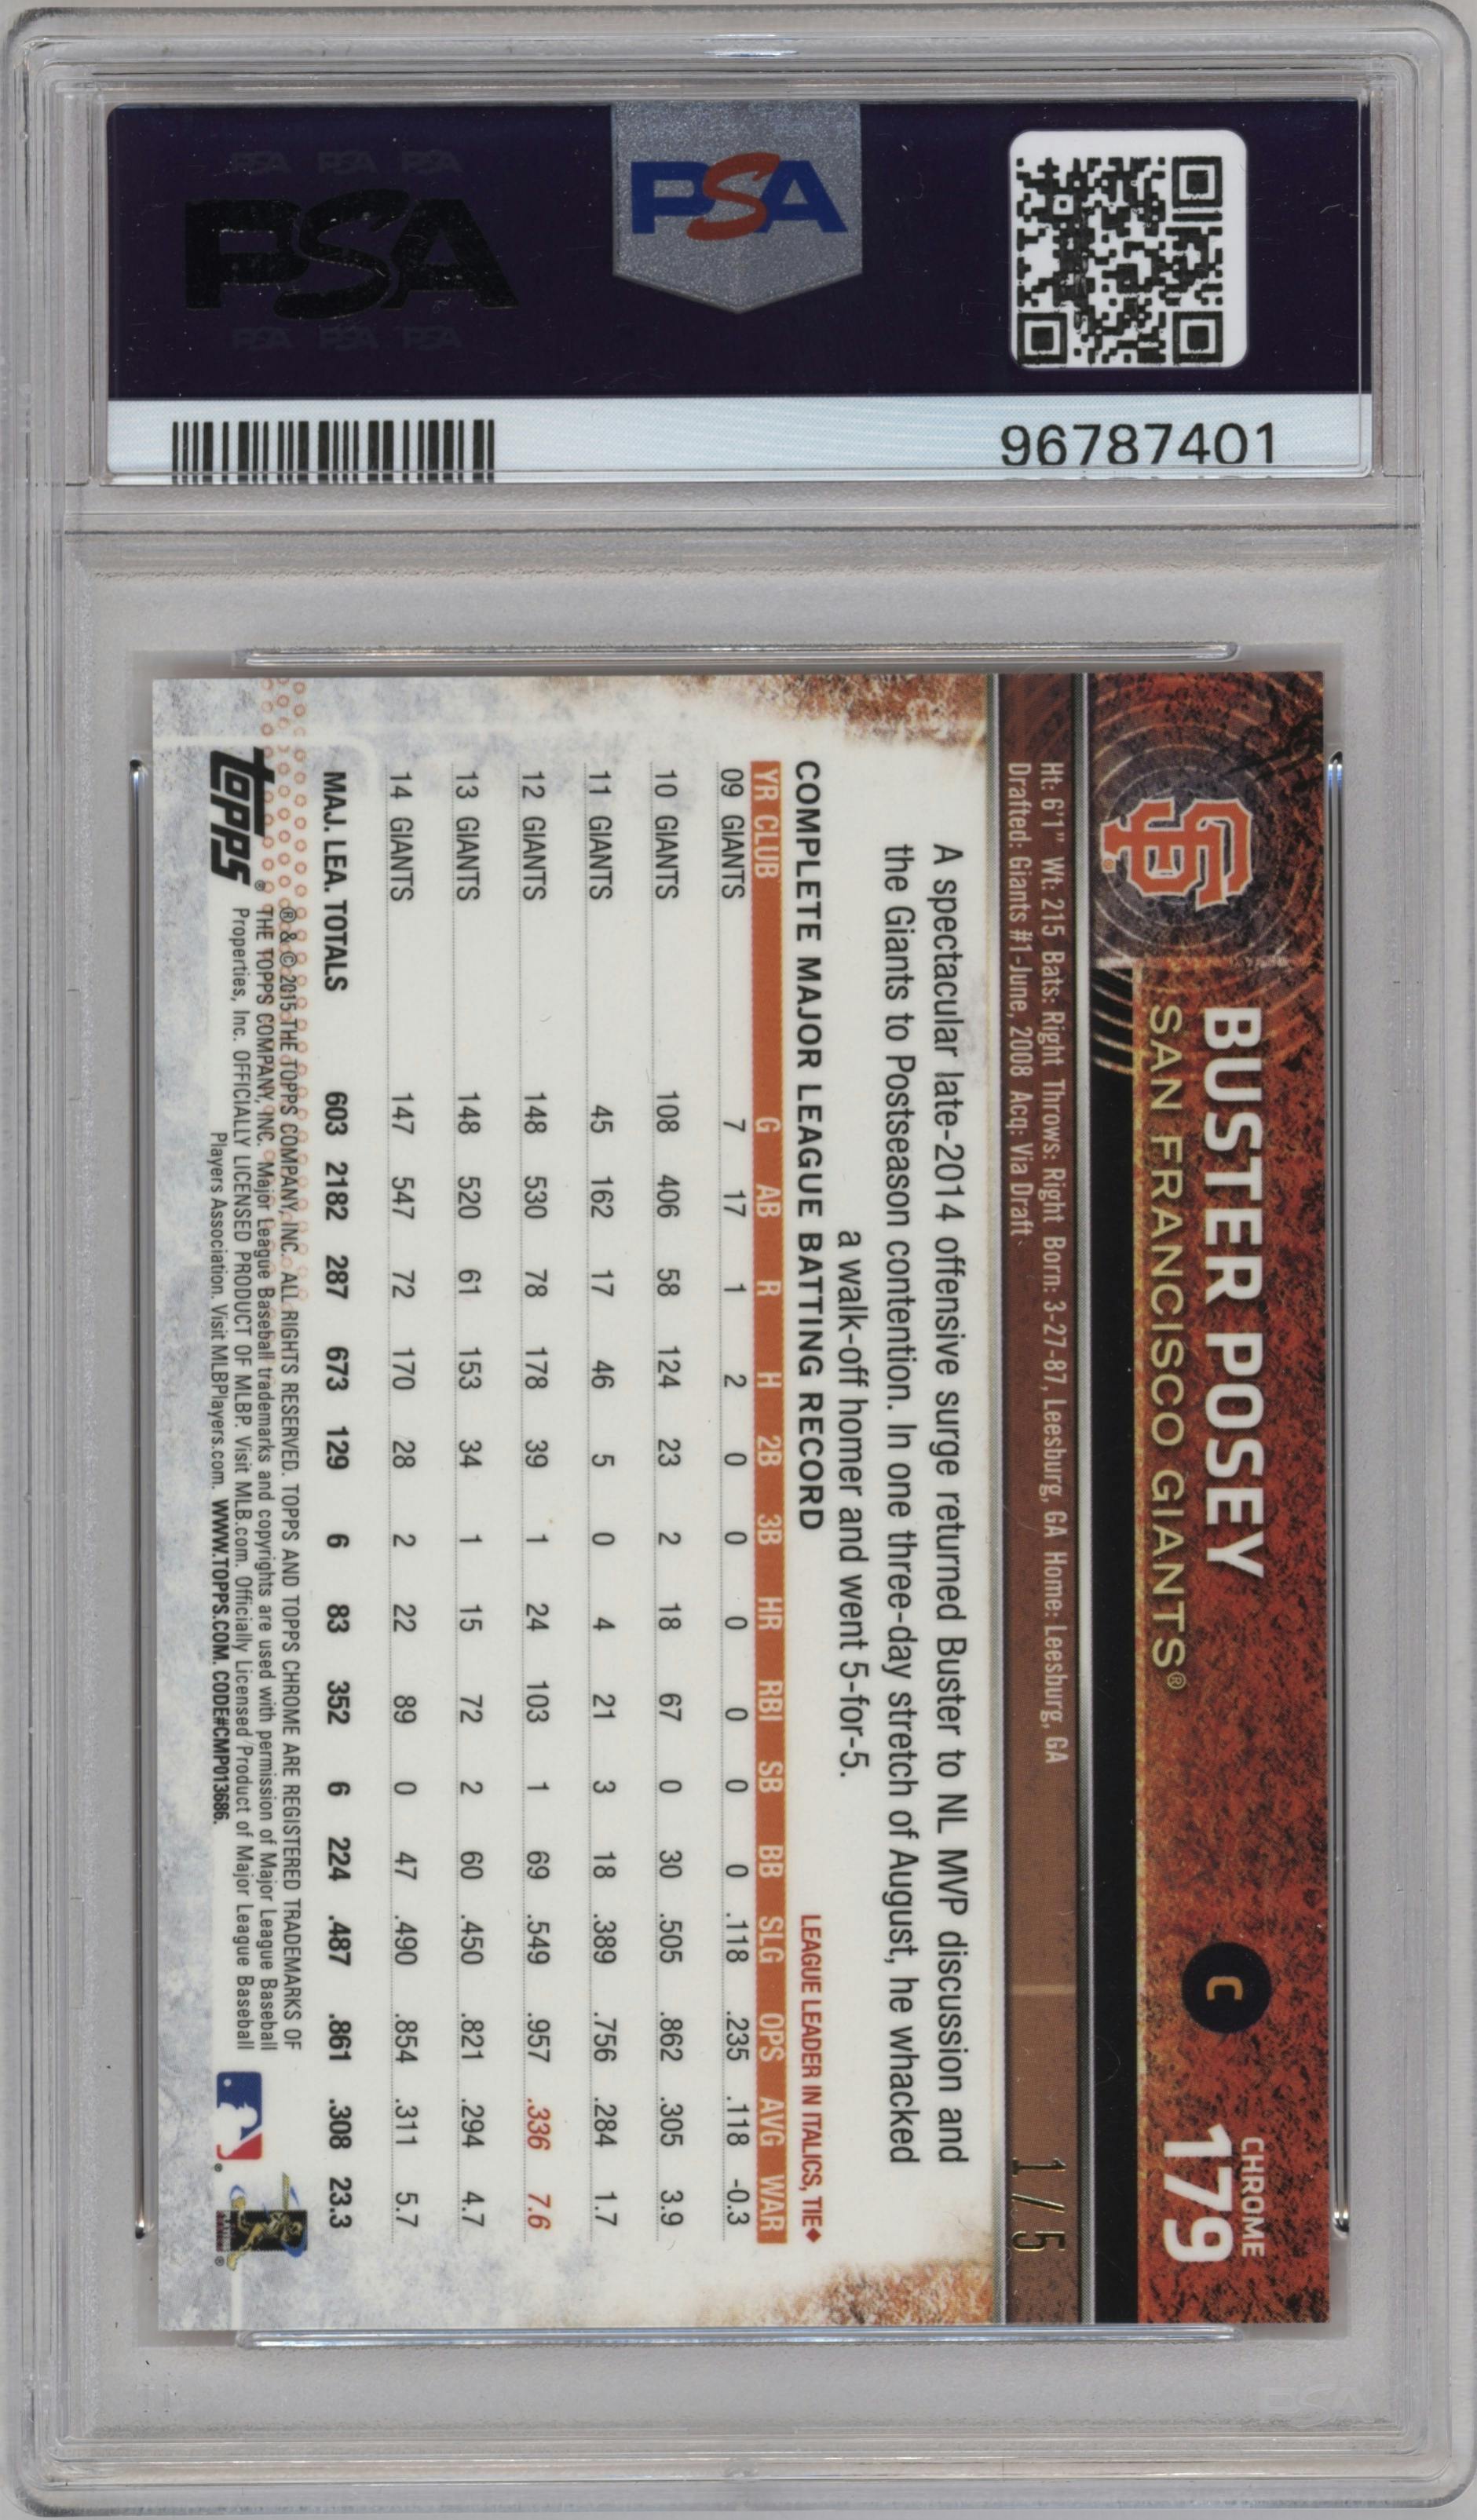 PSA PSA PSA
PSA
PSA PSA PSA
PSA
96787401
BUSTER POSEY
SAN FRANCISCO GIANTS®
C
CHROME
179
SF
Ht: 6'1" Wt: 215 Bats: Right Throws: Right Born: 3-27-87, Leesburg, GA Home: Leesburg, GA
Drafted: Giants #1-June, 2008 Acq: Via Draft
1/5
A spectacular late-2014 offensive surge returned Buster to NL MVP discussion and
the Giants to Postseason contention. In one three-day stretch of August, he whacked
a walk-off homer and went 5-for-5.
COMPLETE MAJOR LEAGUE BATTING RECORD LEAGUE LEADER IN ITALICS, TIE◆
YR CLUB G AB R H 2B 3B HR RBI SB BB SLG OPS AVG WAR
09 GIANTS 7 17 1 2 0 0 0 0 0 0 .118 .235 .118 -0.3
10 GIANTS 108 406 58 124 23 2 18 67 0 30 .505 .862 .305 3.9
11 GIANTS 45 162 17 46 5 0 4 21 3 18 .389 .756 .284 1.7
12 GIANTS 148 530 78 178 39 1 24 103 1 69 .549 .957 .336 7.6
13 GIANTS 148 520 61 153 34 1 15 72 2 60 .450 .821 .294 4.7
14 GIANTS 147 547 72 170 28 2 22 89 0 47 .490 .854 .311 5.7
MAJ. LEA. TOTALS 603 2182 287 673 129 6 83 352 6 224 .487 .861 .308 23.3
topps®
® & © 2015 THE TOPPS COMPANY, INC. ALL RIGHTS RESERVED. TOPPS AND TOPPS CHROME ARE REGISTERED TRADEMARKS OF
THE TOPPS COMPANY, INC. Major League Baseball trademarks and copyrights are used with permission of Major League Baseball
Properties, Inc. OFFICIALLY LICENSED PRODUCT OF MLBP. Visit MLB.com. Officially Licensed Product of Major League Baseball
Players Association. Visit MLBPlayers.com. WWW.TOPPS.COM. CODE#CMP013686.
PSA